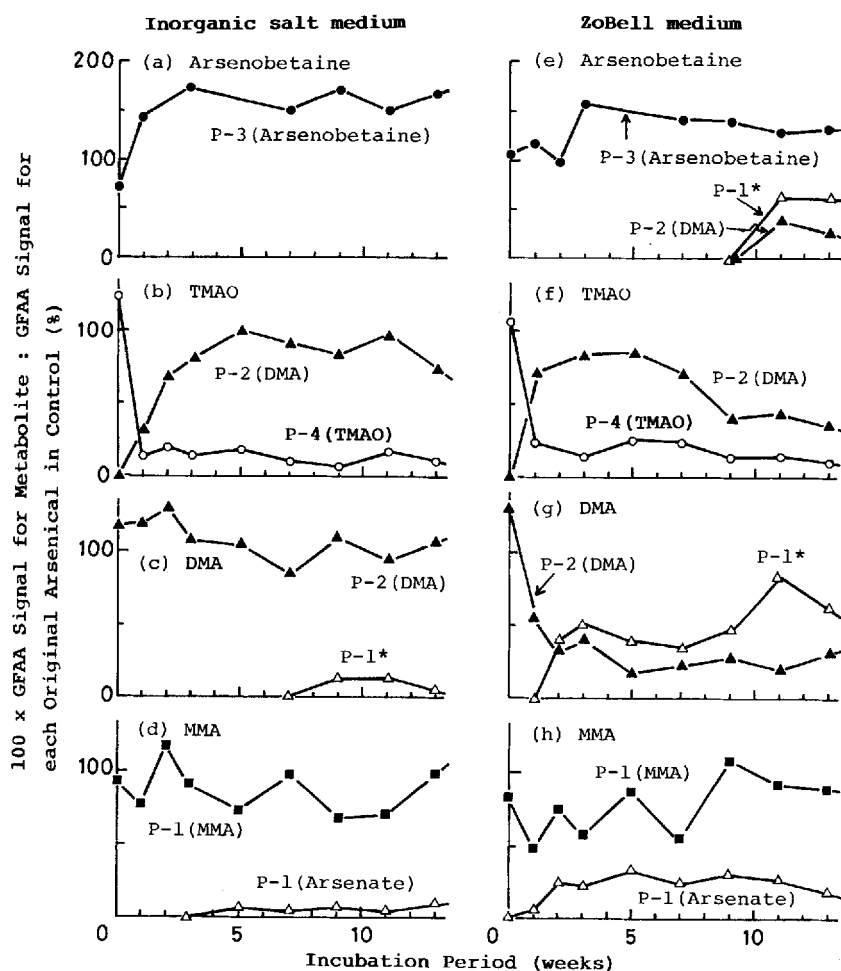 Inorganic salt medium
ZoBell medium
100 x GFAA Signal for Metabolite : GFAA Signal for
each Original Arsenical in Control (%)
200
(a) Arsenobetaine
P-3(Arsenobetaine)
100
0
(e) Arsenobetaine
P-3(Arsenobetaine)
P-1*
P-2(DMA)
(b) TMAO
100
P-2(DMA)
P-4(TMAO)
0
(f) TMAO
P-2(DMA)
P-4(TMAO)
100
(c) DMA
P-2(DMA)
P-1*
0
(g) DMA
P-2(DMA)
P-1*
(d) MMA
100
P-1(MMA)
P-1(Arsenate)
(h) MMA
P-1(MMA)
P-1(Arsenate)
0 5 10
0 5 10
Incubation Period (weeks)